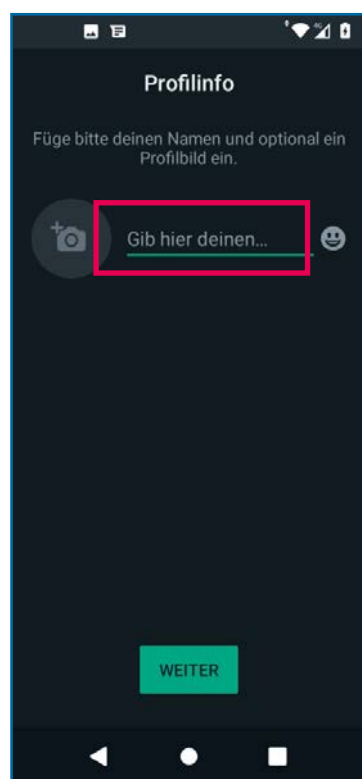 Profilinfo
Füge bitte deinen Namen und optional ein
Profilbild ein.
Gib hier deinen...
WEITER